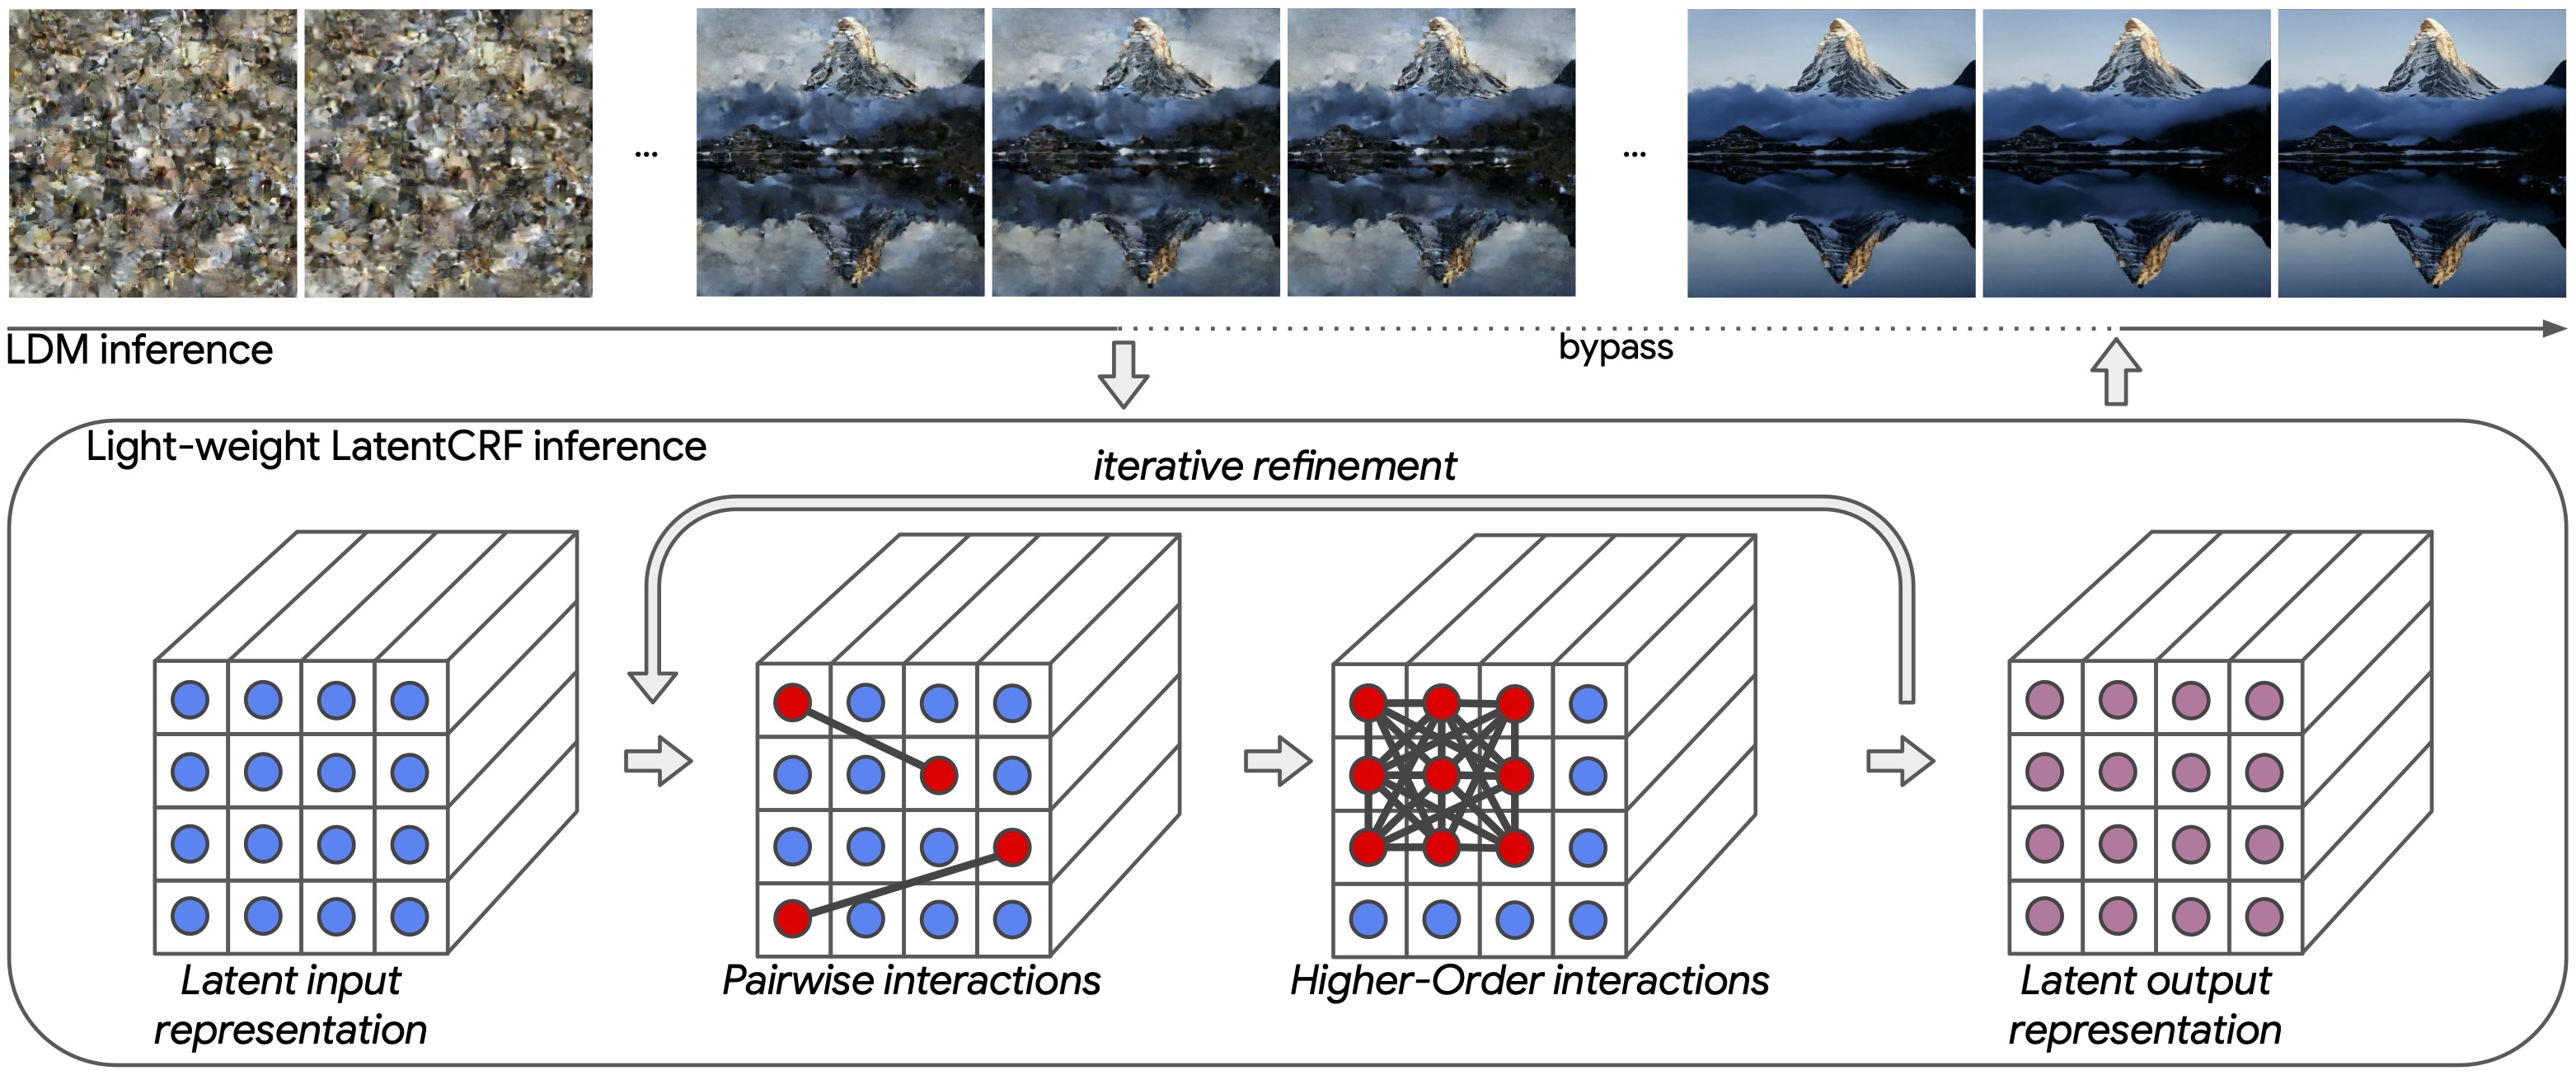 ...
...
LDM inference
bypass
Light-weight LatentCRF inference
iterative refinement
Latent input
representation
Pairwise interactions
Higher-Order interactions
Latent output
representation